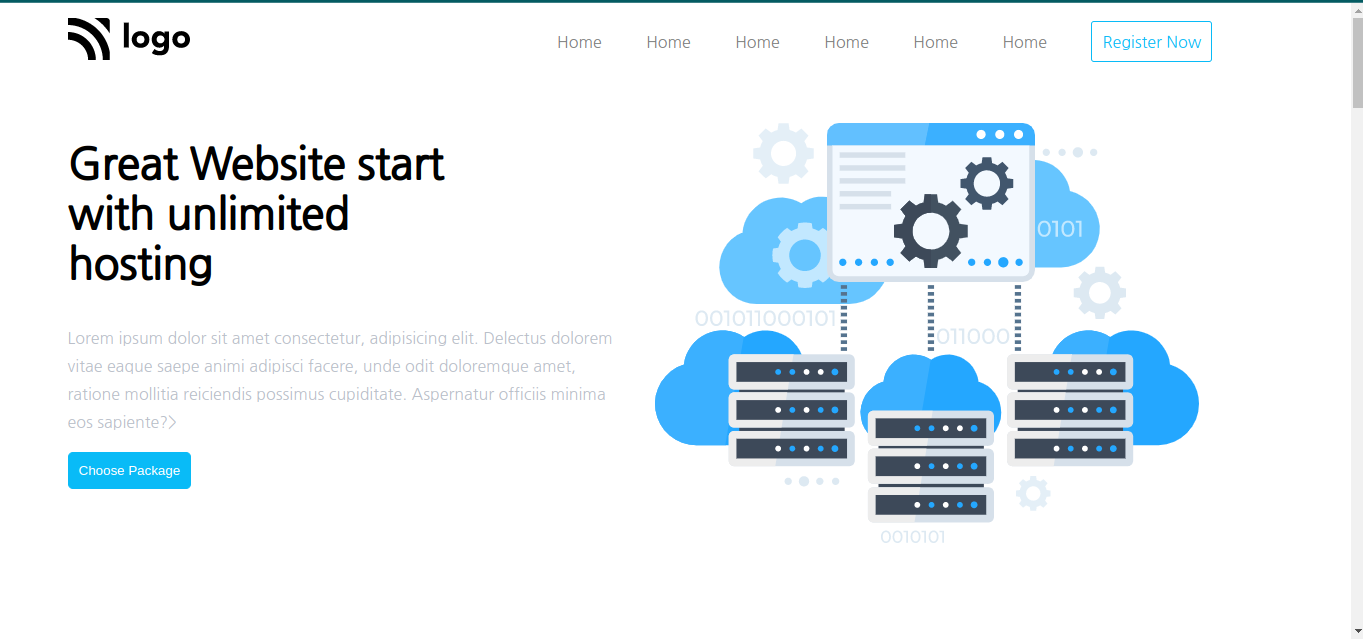 logo
Home Home Home Home Home Home Register Now
Great Website start
with unlimited
hosting
Lorem ipsum dolor sit amet consectetur, adipisicing elit. Delectus dolorem
vitae eaque saepe animi adipisci facere, unde odit doloremque amet,
ratione mollitia reiciendis possimus cupiditate. Aspernatur officiis minima
eos sapiente?>
Choose Package
0101
001011000101
011000
0010101